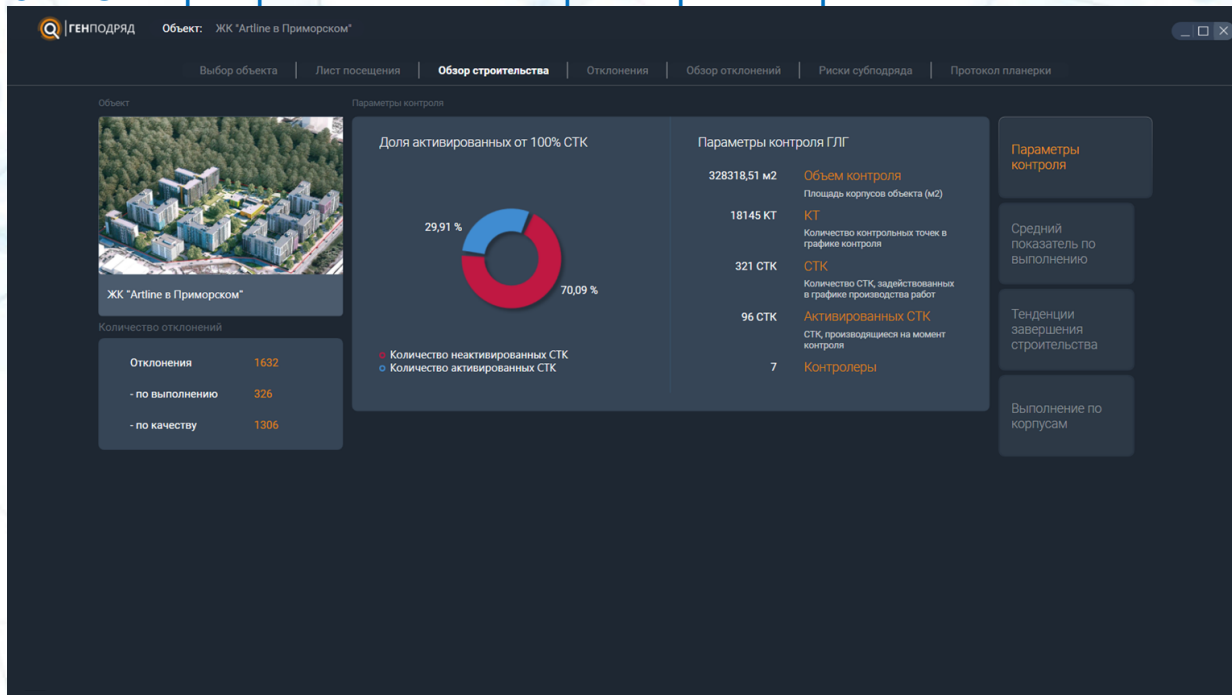 ГЕНПОДРЯД
Объект: ЖК "Artline в Приморском"
Выбор объекта
Лист посещения
Обзор строительства
Отклонения
Обзор отклонений
Риски субподряда
Протокол планерки
Объект
ЖК "Artline в Приморском"
Количество отклонений
Отклонения 1632
- по выполнению 326
- по качеству 1306
Параметры контроля
Доля активированных от 100% СТК
29,91 %
70,09 %
Количество неактивированных СТК
Количество активированных СТК
Параметры контроля ГЛГ
328318,51 м2 Объем контроля
Площадь корпусов объекта (м2)
18145 КТ КТ
Количество контрольных точек в
графике контроля
321 СТК СТК
Количество СТК, задействованных
в графике производства работ
96 СТК Активированных СТК
СТК, производящиеся на момент
контроля
7 Контролеры
Параметры
контроля
Средний
показатель по
выполнению
Тенденции
завершения
строительства
Выполнение по
корпусам